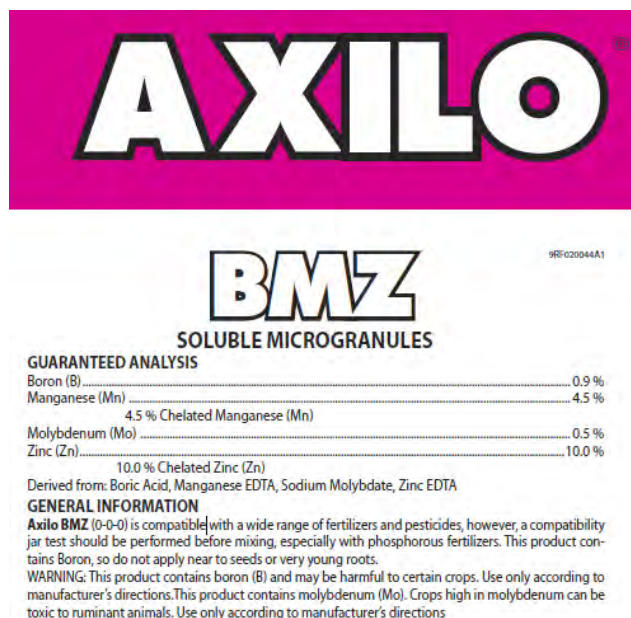 AXILO
BMZ
9RF020044A1
SOLUBLE MICROGRANULES
GUARANTEED ANALYSIS
Boron (B)........................................0.9 %
Manganese (Mn)........................................4.5 %
4.5 % Chelated Manganese (Mn)
Molybdenum (Mo)........................................0.5 %
Zinc (Zn)........................................10.0 %
10.0 % Chelated Zinc (Zn)
Derived from: Boric Acid, Manganese EDTA, Sodium Molybdate, Zinc EDTA
GENERAL INFORMATION
Axilo BMZ (0-0-0) is compatible with a wide range of fertilizers and pesticides, however, a compatibility
jar test should be performed before mixing, especially with phosphorous fertilizers. This product con-
tains Boron, so do not apply near to seeds or very young roots.
WARNING: This product contains boron (B) and may be harmful to certain crops. Use only according to
manufacturer's directions.This product contains molybdenum (Mo). Crops high in molybdenum can be
toxic to ruminant animals. Use only according to manufacturer's directions